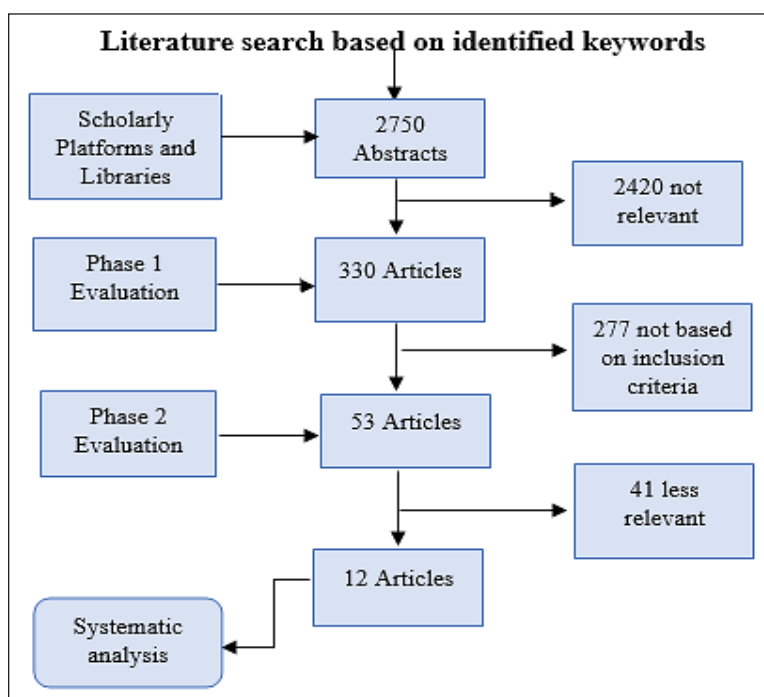 Literature search based on identified keywords
Scholarly
Platforms and
Libraries
2750
Abstracts
2420 not
relevant
Phase 1
Evaluation
330 Articles
277 not based
on inclusion
criteria
Phase 2
Evaluation
53 Articles
41 less
relevant
12 Articles
Systematic
analysis